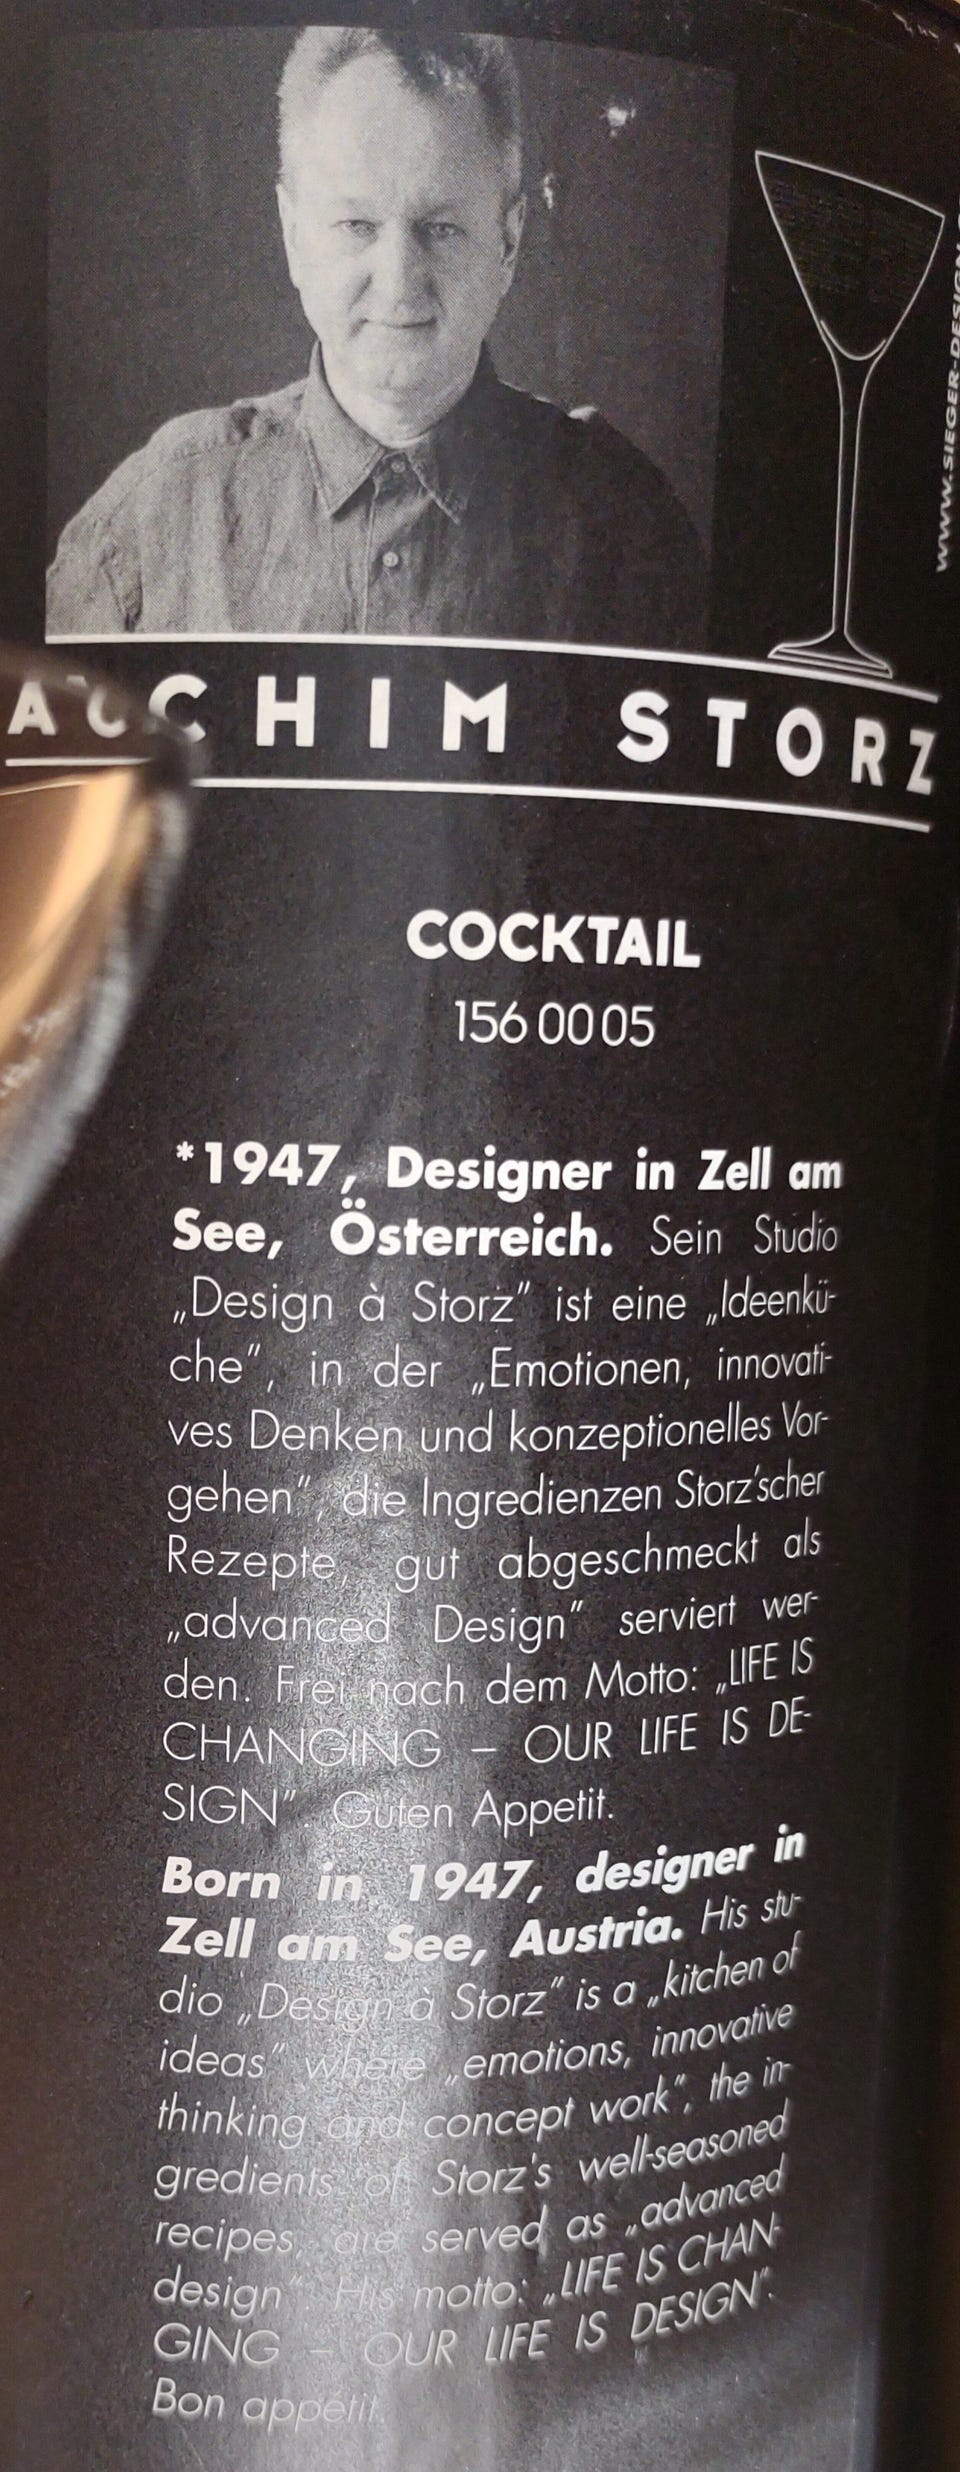 WWW.SIEGER-DESIGN
ACHIM STORZ
COCKTAIL
156 00 05
*1947, Designer in Zell am
See, Österreich. Sein Studio
„Design à Storz” ist eine „Ideenkü-
che”, in der „Emotionen, innovati-
ves Denken und konzeptionelles Vor-
gehen”, die Ingredienzen Storz'scher
Rezepte, gut abgeschmeckt als
„advanced Design” serviert wer-
den. Frei nach dem Motto: „LIFE IS
CHANGING – OUR LIFE IS DE-
SIGN”. Guten Appetit.
Born in 1947, designer in
Zell am See, Austria. His stu-
dio „Design à Storz” is a „kitchen of
ideas” where „emotions, innovative
thinking and concept work”, the in-
gredients of Storz's well-seasoned
recipes, are served as „advanced
design”. His motto: „LIFE IS CHAN-
GING – OUR LIFE IS DESIGN”.
Bon appétit.